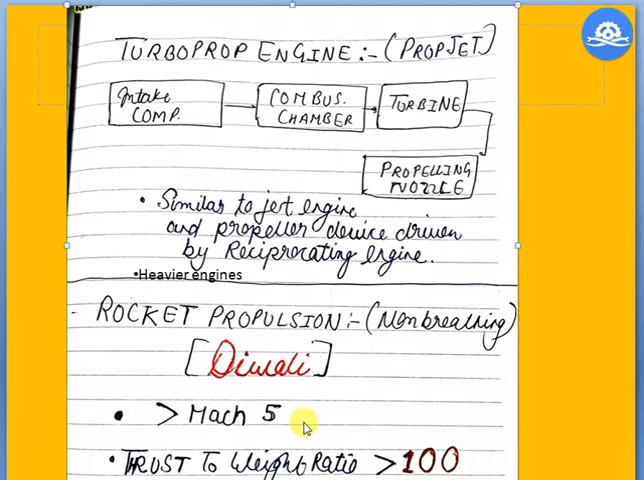 TURBOPROP ENGINE :- (PROPJET)
Intake COMP.
COMBUS. CHAMBER
TURBINE
PROPELLING NOZZLE
• Similar to jet engine
and propeller device driven
by Reciprocating engine.
•Heavier engines
- ROCKET PROPULSION :- (Nonbreathing)
[Diwali]
• > Mach 5
• THRUST TO Weight Ratio > 100